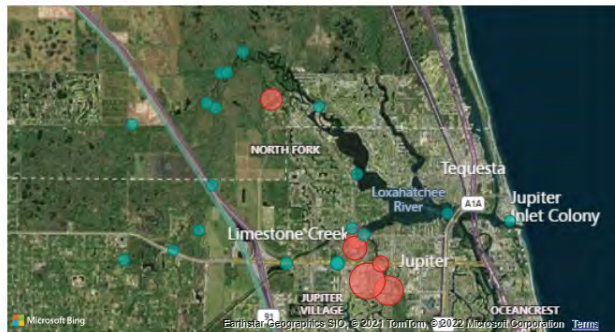 NORTH FORK
Tequesta
Loxahatchee
River
A1A
Jupiter
Inlet Colony
Limestone Creek
Jupiter
91
JUPITER
VILLAGE
OCEANCREST
Microsoft Bing
Earthstar Geographics SIO, © 2021 TomTom, © 2022 Microsoft Corporation Terms